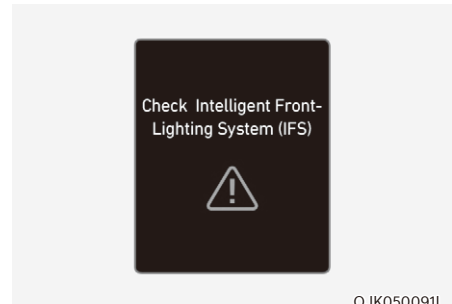 Check Intelligent Front-
Lighting System (IFS)
OJK050091L